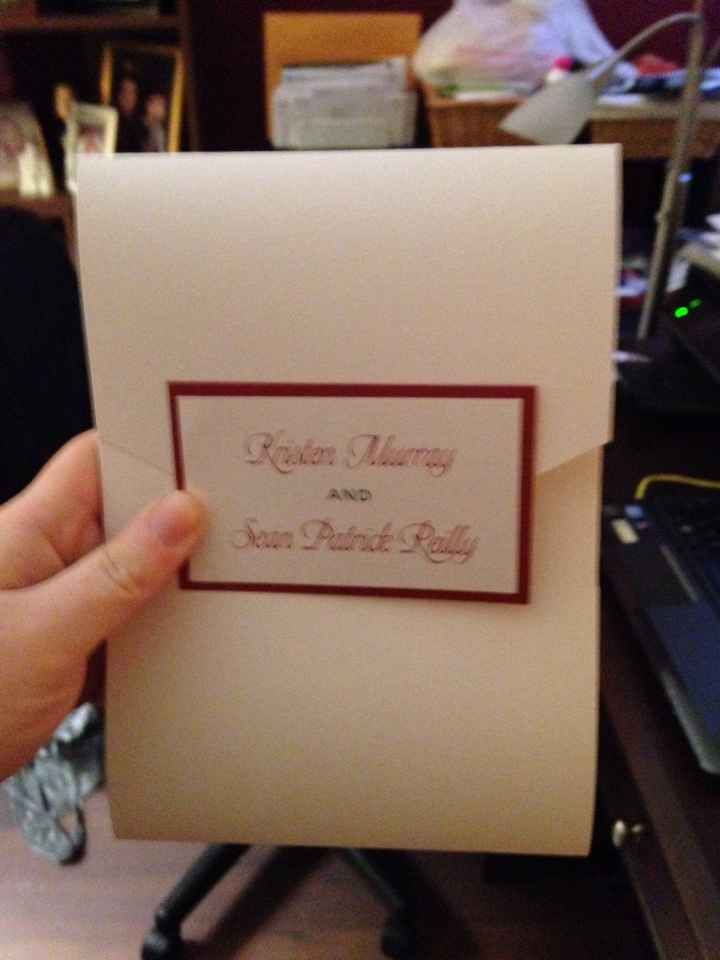 Kristen Murray
AND
Sean Patrick Reilly